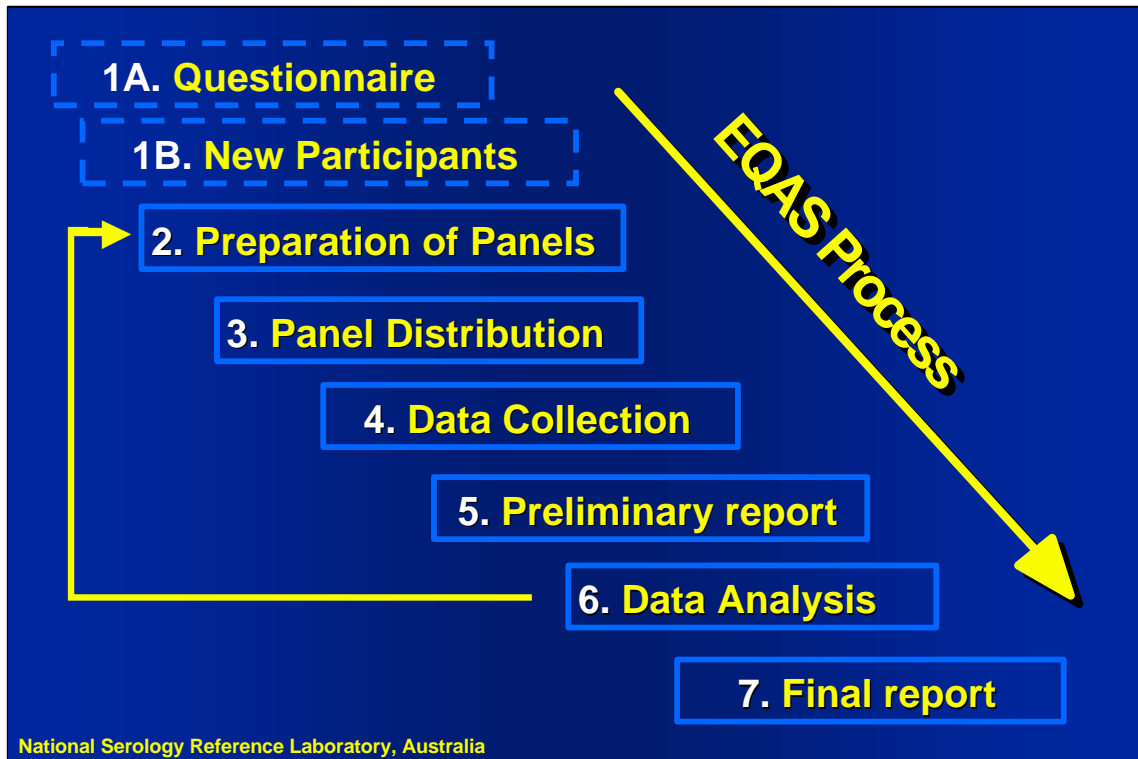 1A. Questionnaire
1B. New Participants
EQAS Process
2. Preparation of Panels
3. Panel Distribution
4. Data Collection
5. Preliminary report
6. Data Analysis
7. Final report
National Serology Reference Laboratory, Australia